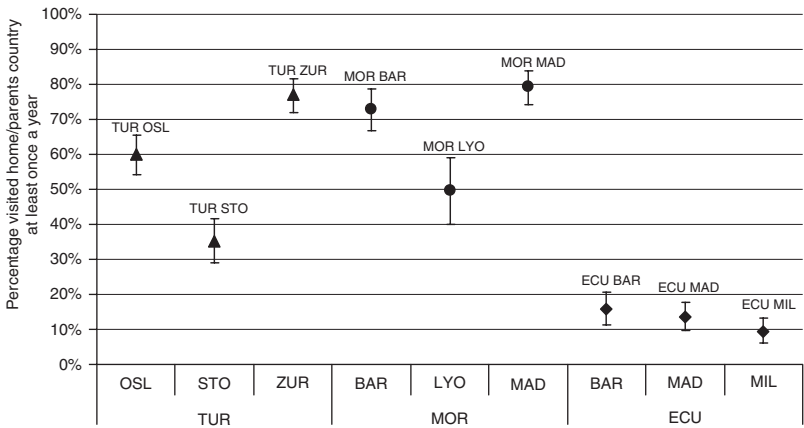 Percentage visited home/parents country
at least once a year
100%
90%
80%
70%
60%
50%
40%
30%
20%
10%
0%
TUR OSL
TUR STO
TUR ZUR
MOR BAR
MOR LYO
MOR MAD
ECU BAR
ECU MAD
ECU MIL
OSL STO ZUR BAR LYO MAD BAR MAD MIL
TUR MOR ECU